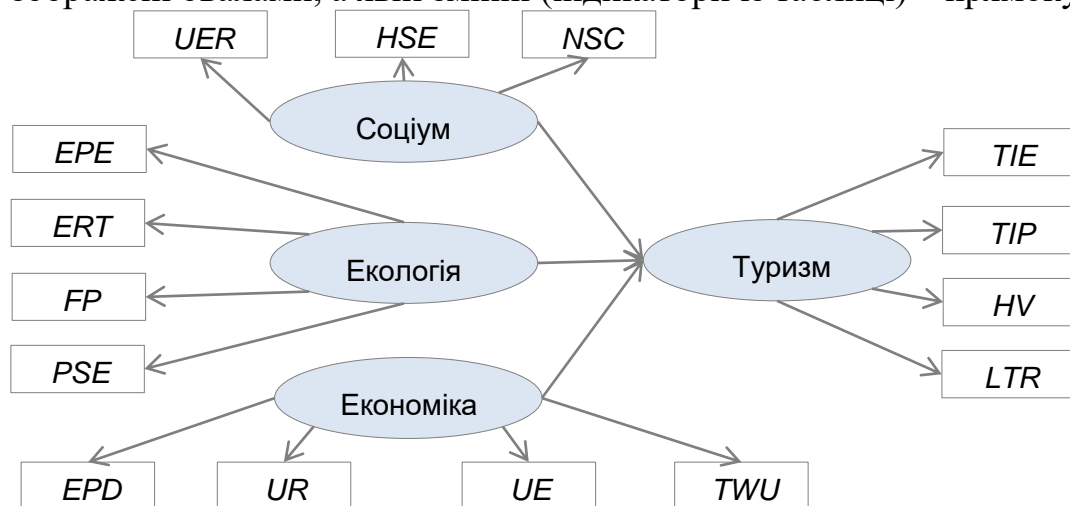 UER HSE NSC
Соціум
EPE
TIE
ERT
TIP
Екологія
Туризм
FP
HV
PSE
LTR
Економіка
EPD UR UE TWU